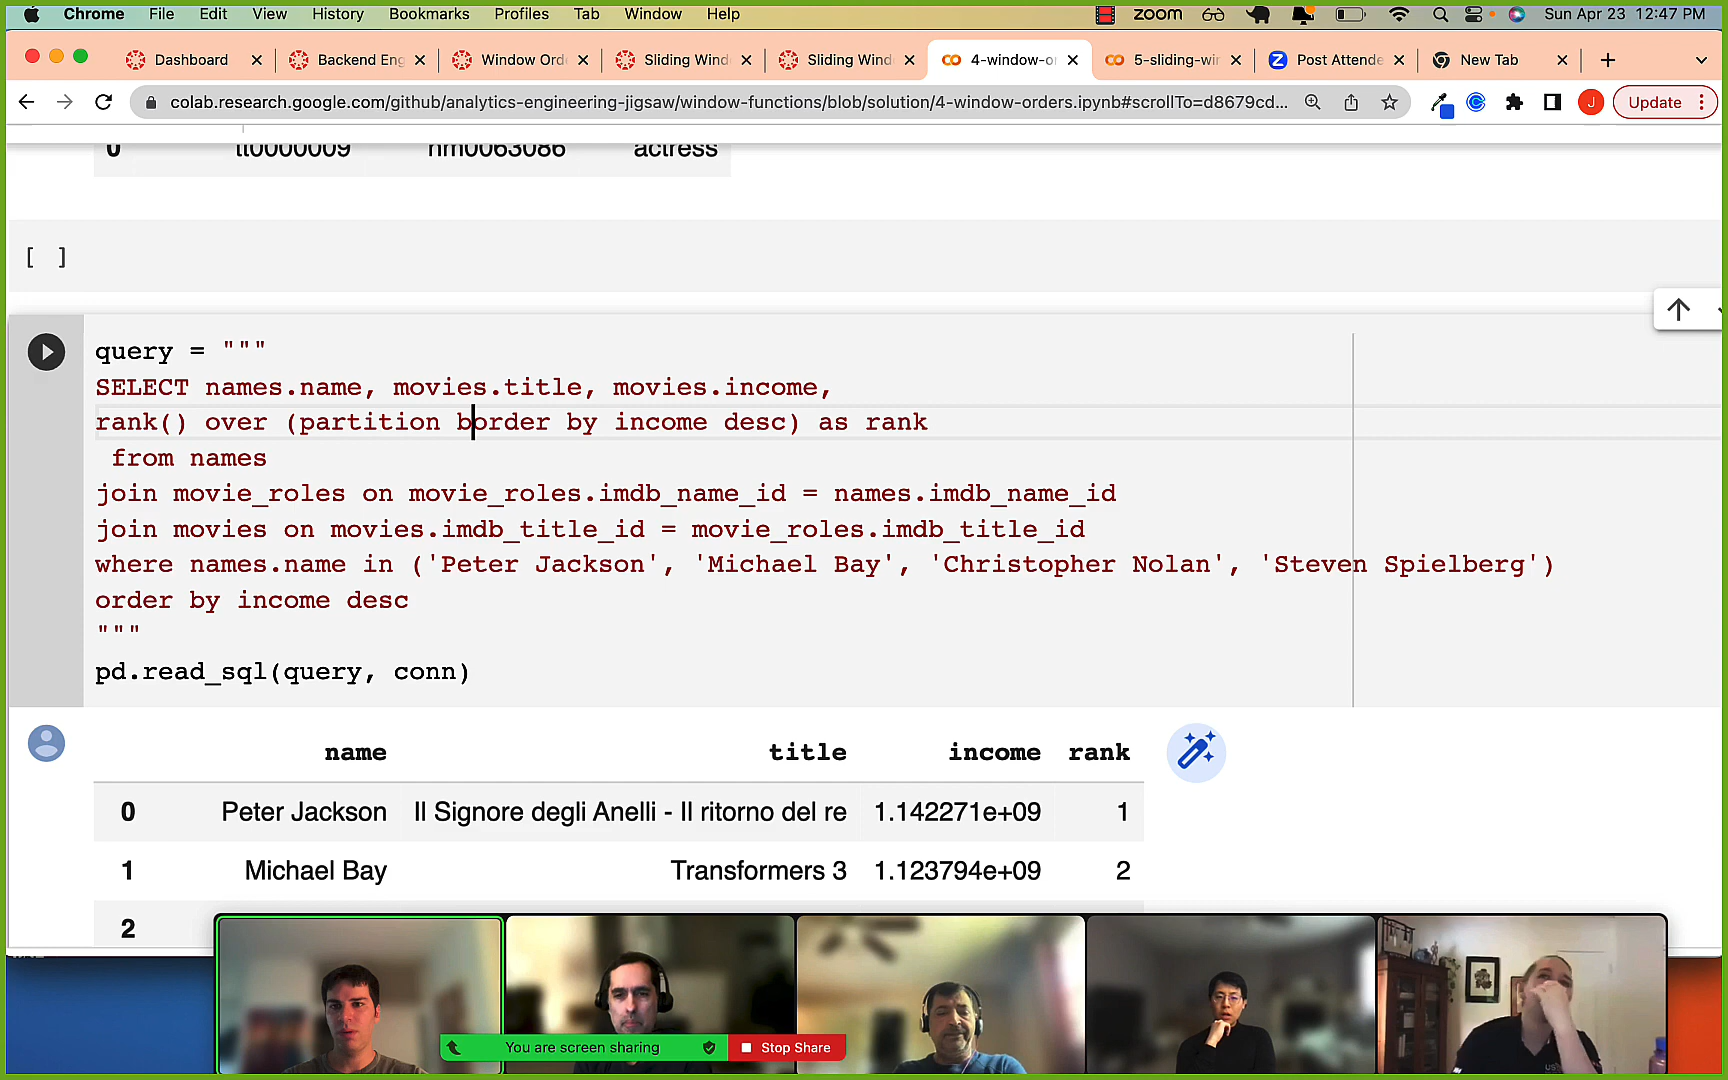 Chrome File Edit View History Bookmarks Profiles Tab Window Help zoom Sun Apr 23 12:47 PM
Dashboard Backend Eng Window Ord Sliding Wind Sliding Wind 4-window-or 5-sliding-wir Post Attende New Tab
colab.research.google.com/github/analytics-engineering-jigsaw/window-functions/blob/solution/4-window-orders.ipynb#scrollTo=d8679cd... J Update
0 tt0000009 nm0063086 actress
[ ]
query = """
SELECT names.name, movies.title, movies.income,
rank() over (partition border by income desc) as rank
from names
join movie_roles on movie_roles.imdb_name_id = names.imdb_name_id
join movies on movies.imdb_title_id = movie_roles.imdb_title_id
where names.name in ('Peter Jackson', 'Michael Bay', 'Christopher Nolan', 'Steven Spielberg')
order by income desc
"""
pd.read_sql(query, conn)
name title income rank
0 Peter Jackson Il Signore degli Anelli - Il ritorno del re 1.142271e+09 1
1 Michael Bay Transformers 3 1.123794e+09 2
2
You are screen sharing Stop Share